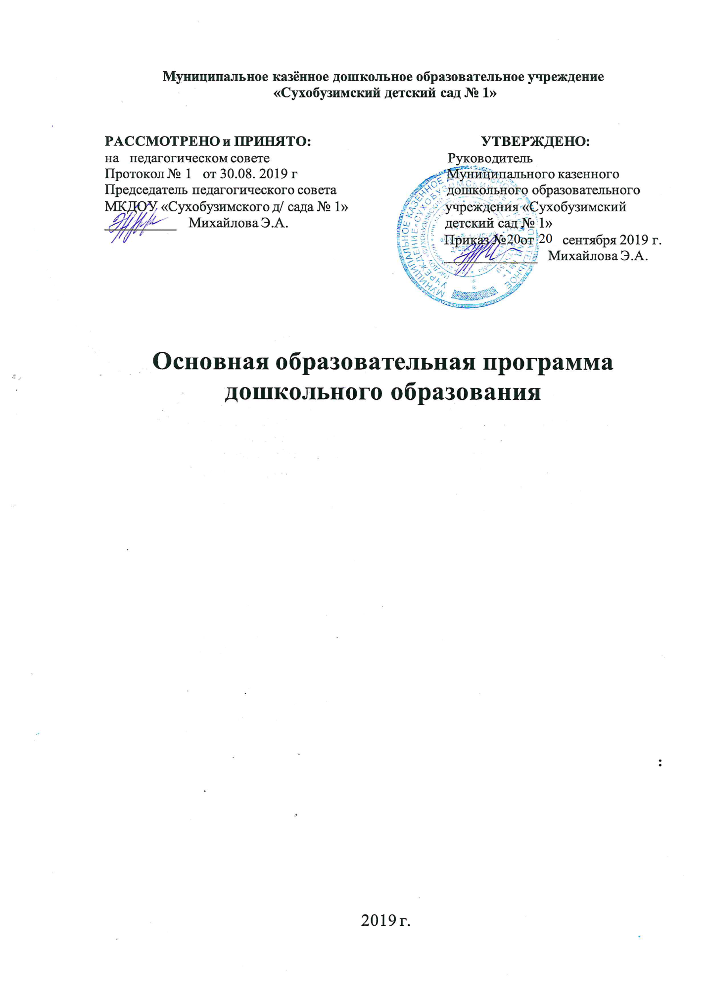 Муниципальное казённое дошкольное образовательное учреждение
«Сухобузимский детский сад № 1»
РАССМОТРЕНО и ПРИНЯТО:
на педагогическом совете
Протокол № 1 от 30.08. 2019 г
Председатель педагогического совета
МКДОУ «Сухобузимского д/ сада № 1»
Михайлова Э.А.
УТВЕРЖДЕНО:
Руководитель
Муниципального казенного
дошкольного образовательного
учреждения «Сухобузимский
детский сад № 1»
Приказ №20от 20 сентября 2019 г.
Михайлова Э.А.
МУНИЦИПАЛЬНОЕ КАЗЕННОЕ
УЧРЕЖДЕНИЕ «СУХОБУЗИМСКИЙ
Основная образовательная программа
дошкольного образования
:
2019 г.